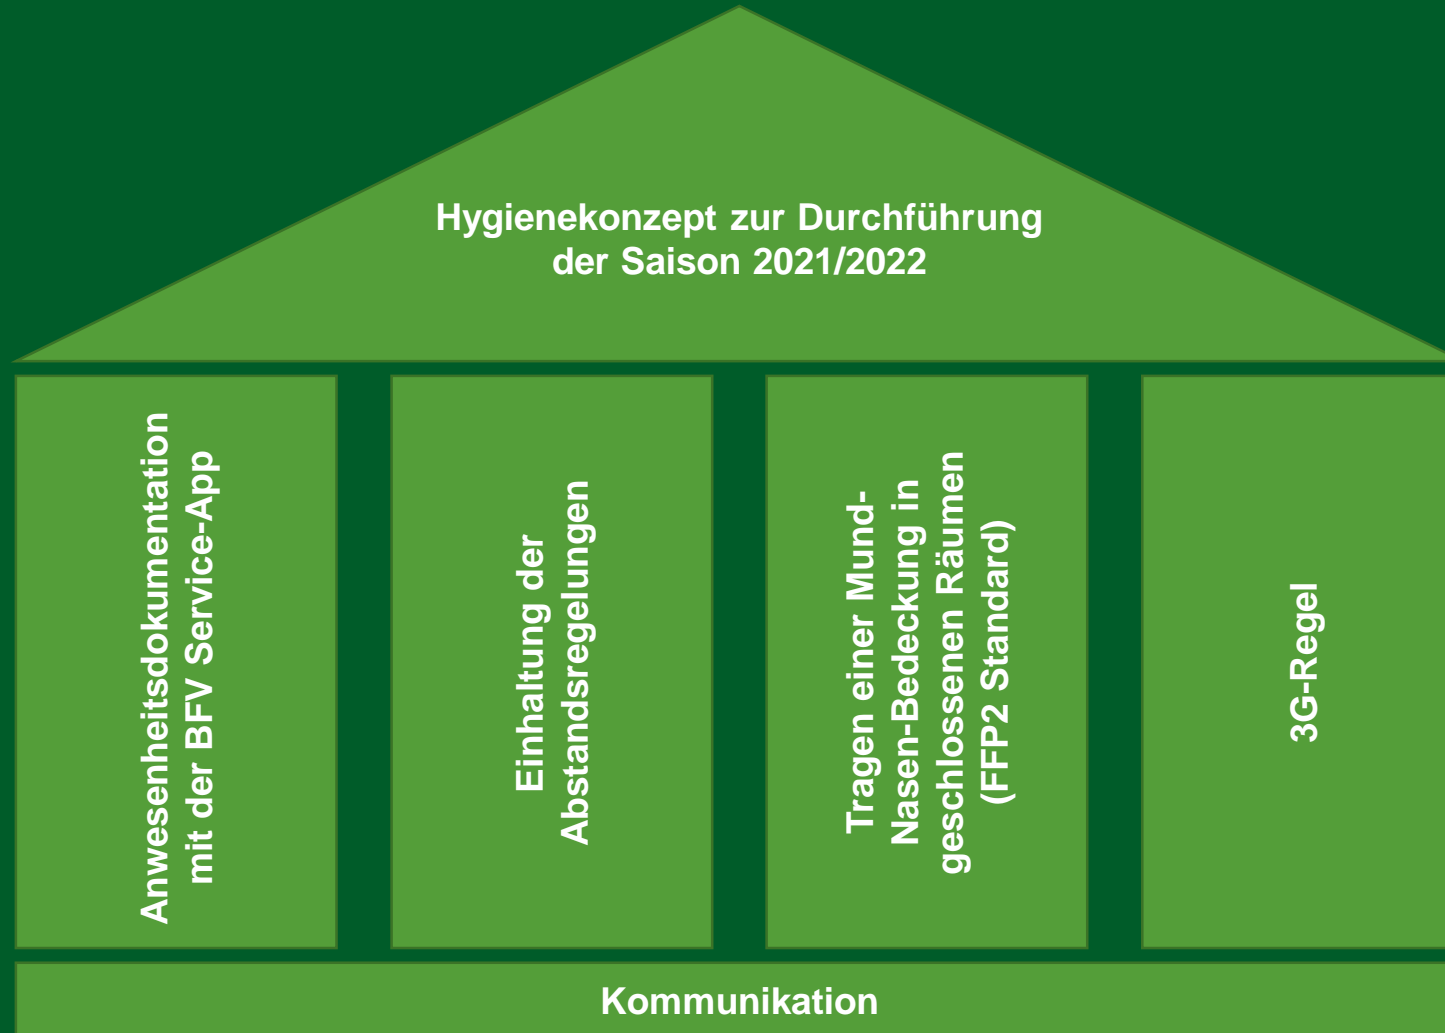 Hygienekonzept zur Durchführung
der Saison 2021/2022
Anwesenheitsdokumentation
mit der BFV Service-App
Einhaltung der
Abstandsregelungen
Tragen einer Mund-
Nasen-Bedeckung in
geschlossenen Räumen
(FFP2 Standard)
3G-Regel
Kommunikation